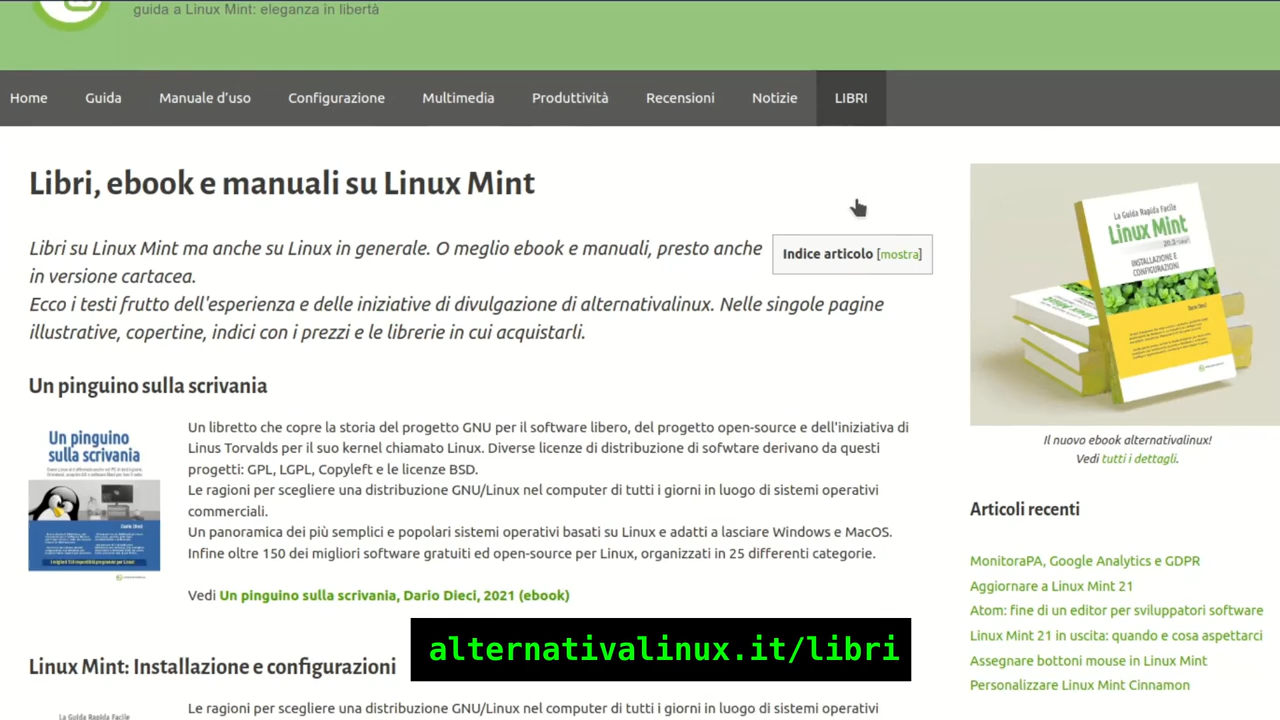 guida a Linux Mint: eleganza in libertà
Home Guida Manuale d'uso Configurazione Multimedia Produttività Recensioni Notizie LIBRI
Libri, ebook e manuali su Linux Mint
Libri su Linux Mint ma anche su Linux in generale. O meglio ebook e manuali, presto anche
in versione cartacea.
Ecco i testi frutto dell'esperienza e delle iniziative di divulgazione di alternativalinux. Nelle singole pagine
illustrative, copertine, indici con i prezzi e le librerie in cui acquistarli.
Indice articolo [mostra]
Un pinguino sulla scrivania
Un pinguino
sulla scrivania
Dario Dieci
Un libretto che copre la storia del progetto GNU per il software libero, del progetto open-source e dell'iniziativa di
Linus Torvalds per il suo kernel chiamato Linux. Diverse licenze di distribuzione di sofwtare derivano da questi
progetti: GPL, LGPL, Copyleft e le licenze BSD.
Le ragioni per scegliere una distribuzione GNU/Linux nel computer di tutti i giorni in luogo di sistemi operativi
commerciali.
Un panoramica dei più semplici e popolari sistemi operativi basati su Linux e adatti a lasciare Windows e MacOS.
Infine oltre 150 dei migliori software gratuiti ed open-source per Linux, organizzati in 25 differenti categorie.
Vedi Un pinguino sulla scrivania, Dario Dieci, 2021 (ebook)
Linux Mint: Installazione e configurazioni
La Guida Rapida Facile
Le ragioni per scegliere una distribuzione GNU/Linux nel computer di tutti i giorni in luogo di sistemi operativi
alternativalinux.it/libri
La Guida Rapida Facile
Linux Mint
INSTALLAZIONE E
CONFIGURAZIONI
Dario Dieci
Il nuovo ebook alternativalinux!
Vedi tutti i dettagli.
Articoli recenti
MonitoraPA, Google Analytics e GDPR
Aggiornare a Linux Mint 21
Atom: fine di un editor per sviluppatori software
Linux Mint 21 in uscita: quando e cosa aspettarci
Assegnare bottoni mouse in Linux Mint
Personalizzare Linux Mint Cinnamon